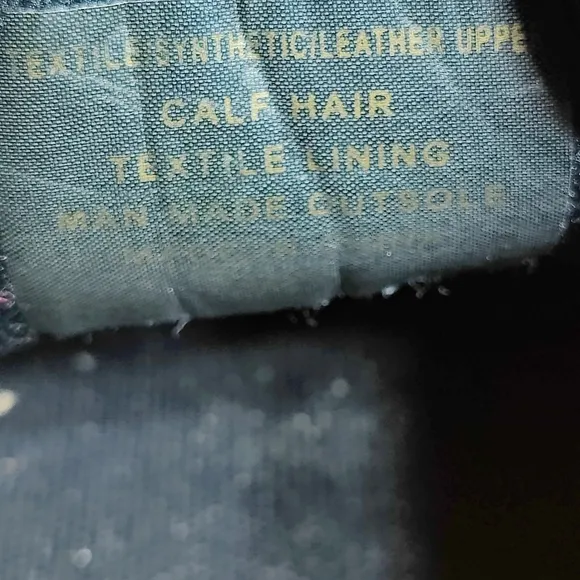 TEXTILE/SYNTHETIC/LEATHER UPPE
CALF HAIR
TEXTILE LINING
MAN MADE OUTSOLE